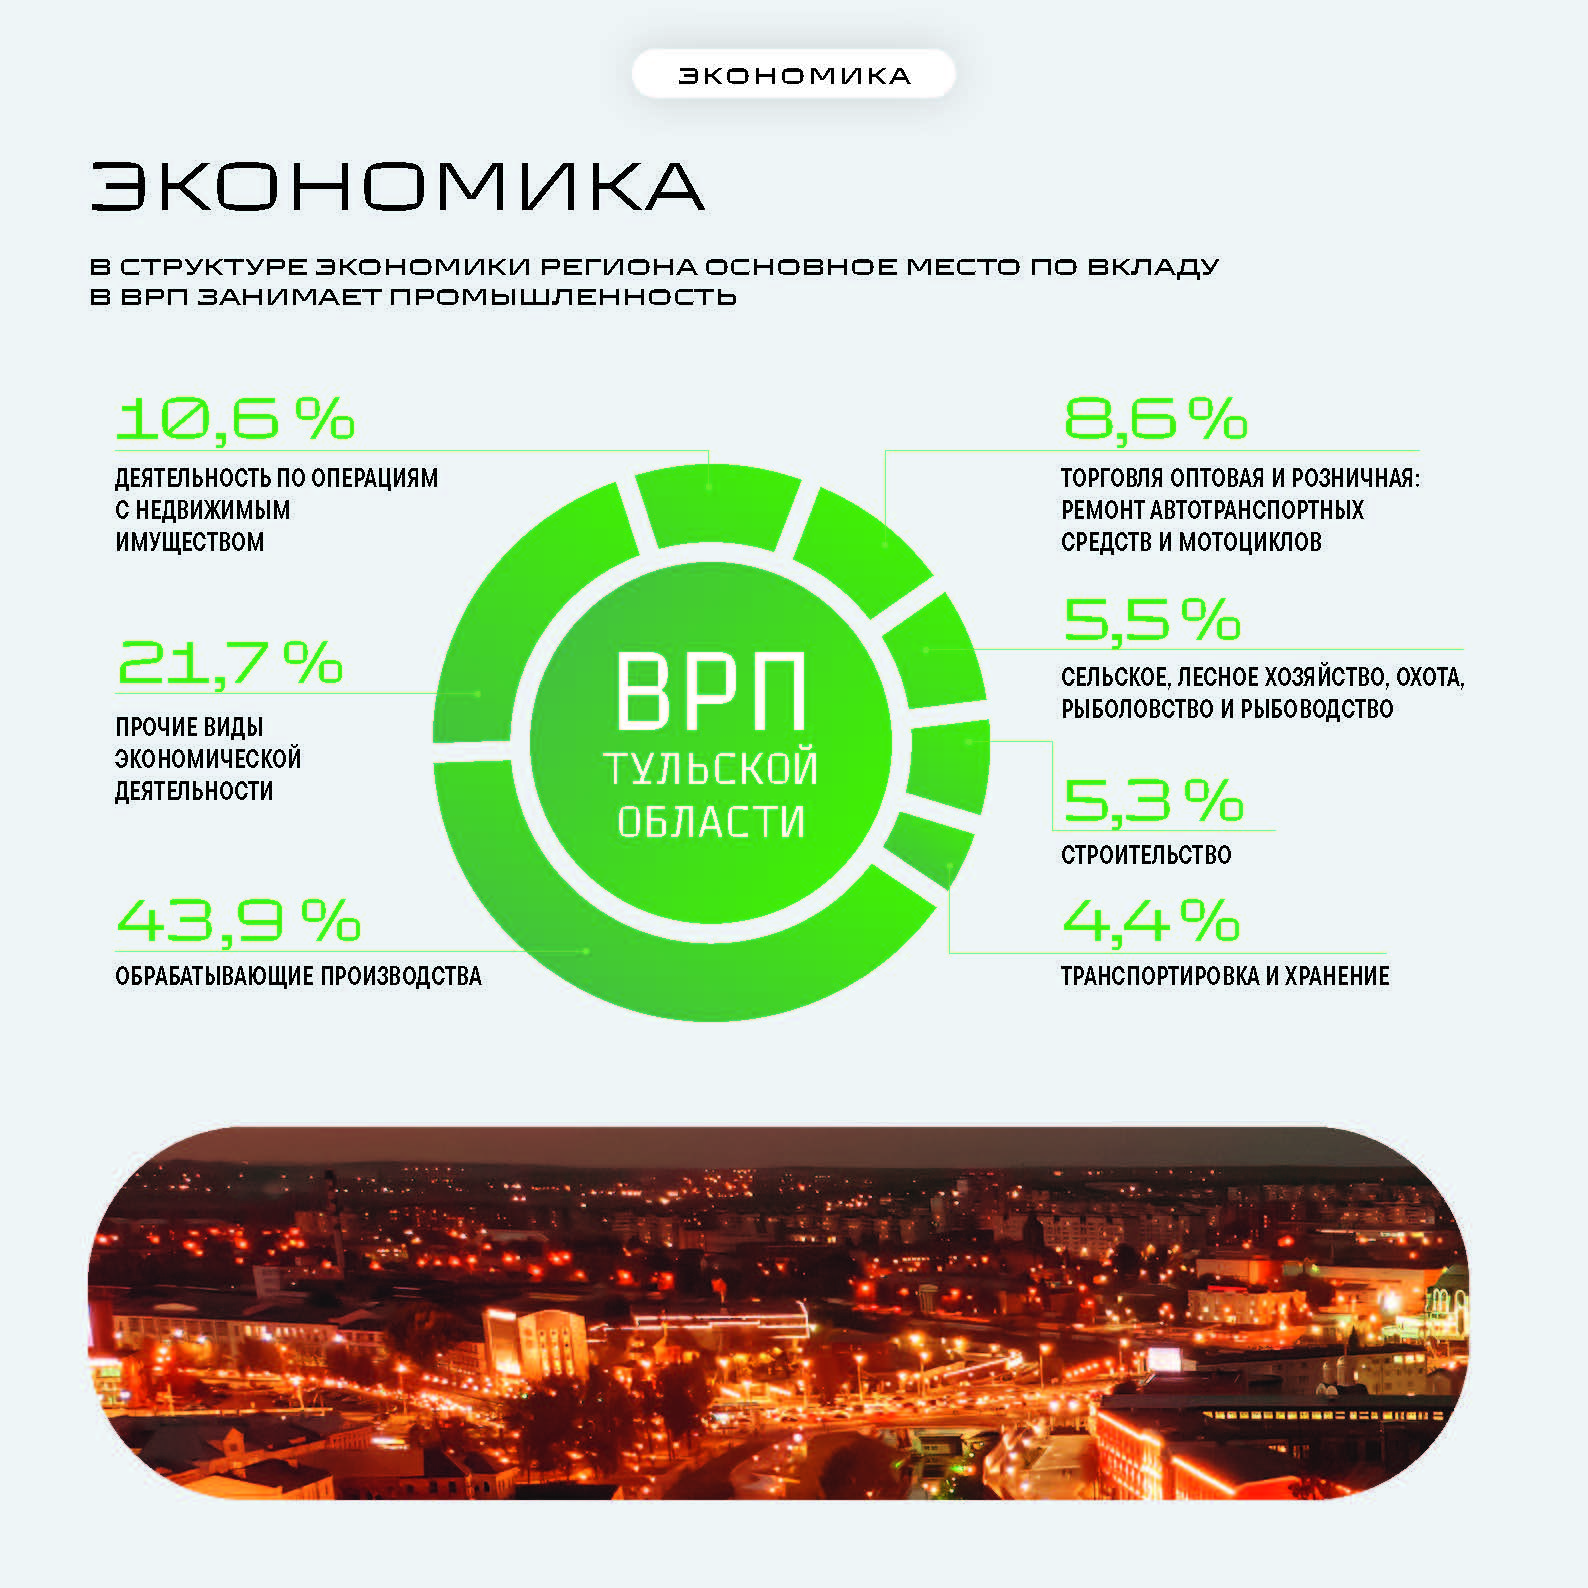 ЭКОНОМИКА
ЭКОНОМИКА
В СТРУКТУРЕ ЭКОНОМИКИ РЕГИОНА ОСНОВНОЕ МЕСТО ПО ВКЛАДУ
В ВРП ЗАНИМАЕТ ПРОМЫШЛЕННОСТЬ
10,6 %
ДЕЯТЕЛЬНОСТЬ ПО ОПЕРАЦИЯМ
С НЕДВИЖИМЫМ
ИМУЩЕСТВОМ
21,7 %
ПРОЧИЕ ВИДЫ
ЭКОНОМИЧЕСКОЙ
ДЕЯТЕЛЬНОСТИ
43,9 %
ОБРАБАТЫВАЮЩИЕ ПРОИЗВОДСТВА
ВРП
ТУЛЬСКОЙ
ОБЛАСТИ
8,6 %
ТОРГОВЛЯ ОПТОВАЯ И РОЗНИЧНАЯ:
РЕМОНТ АВТОТРАНСПОРТНЫХ
СРЕДСТВ И МОТОЦИКЛОВ
5,5 %
СЕЛЬСКОЕ, ЛЕСНОЕ ХОЗЯЙСТВО, ОХОТА,
РЫБОЛОВСТВО И РЫБОВОДСТВО
5,3 %
СТРОИТЕЛЬСТВО
4,4 %
ТРАНСПОРТИРОВКА И ХРАНЕНИЕ